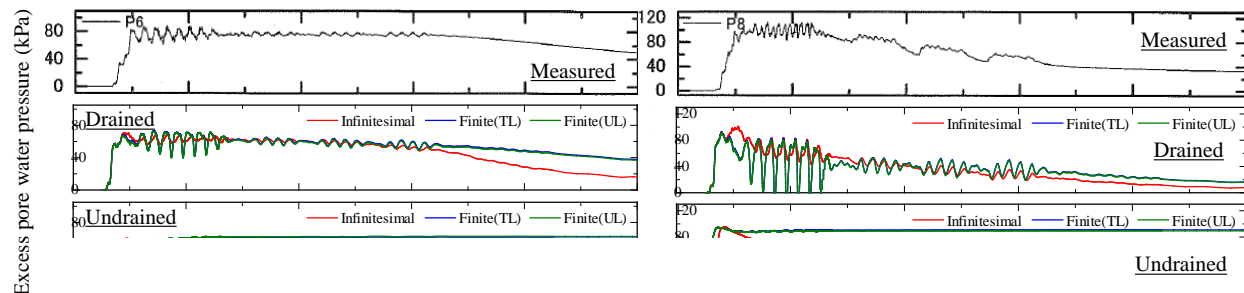 Excess pore water pressure (kPa)
P6
80
40
0
Measured
Drained
Infinitesimal
Finite(TL)
Finite(UL)
80
40
0
Undrained
Infinitesimal
Finite(TL)
Finite(UL)
80
P8
120
80
40
0
Measured
120
Infinitesimal
Finite(TL)
Finite(UL)
80
Drained
40
0
120
Infinitesimal
Finite(TL)
Finite(UL)
80
Undrained